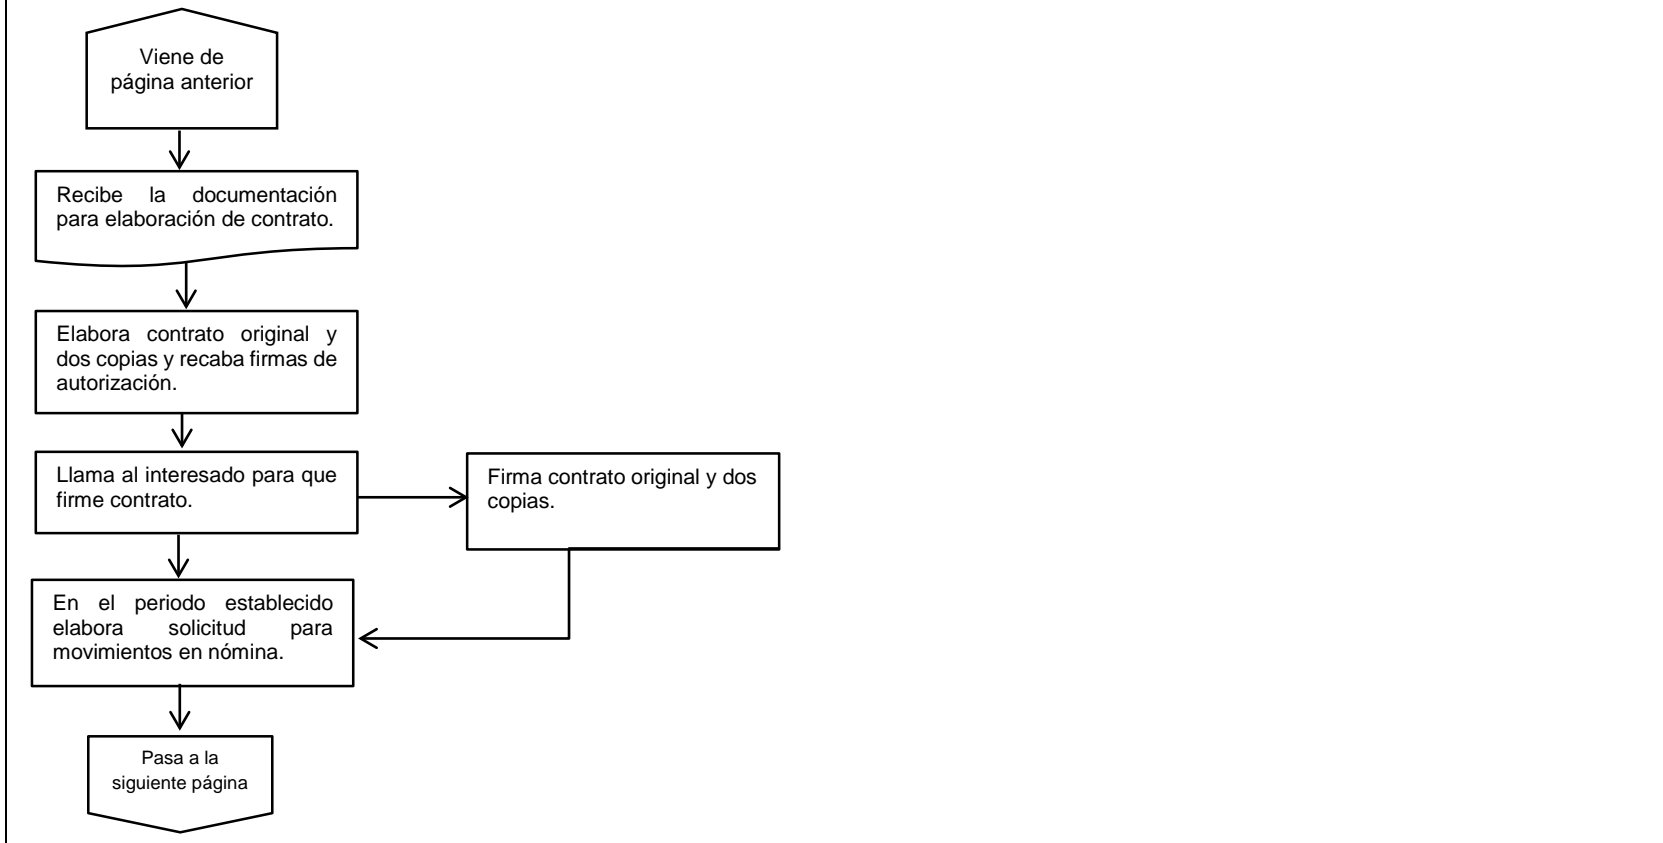 Viene de
página anterior
Recibe la documentación
para elaboración de contrato.
Elabora contrato original y
dos copias y recaba firmas de
autorización.
Llama al interesado para que
firme contrato.
Firma contrato original y dos
copias.
En el periodo establecido
elabora solicitud para
movimientos en nómina.
Pasa a la
siguiente página